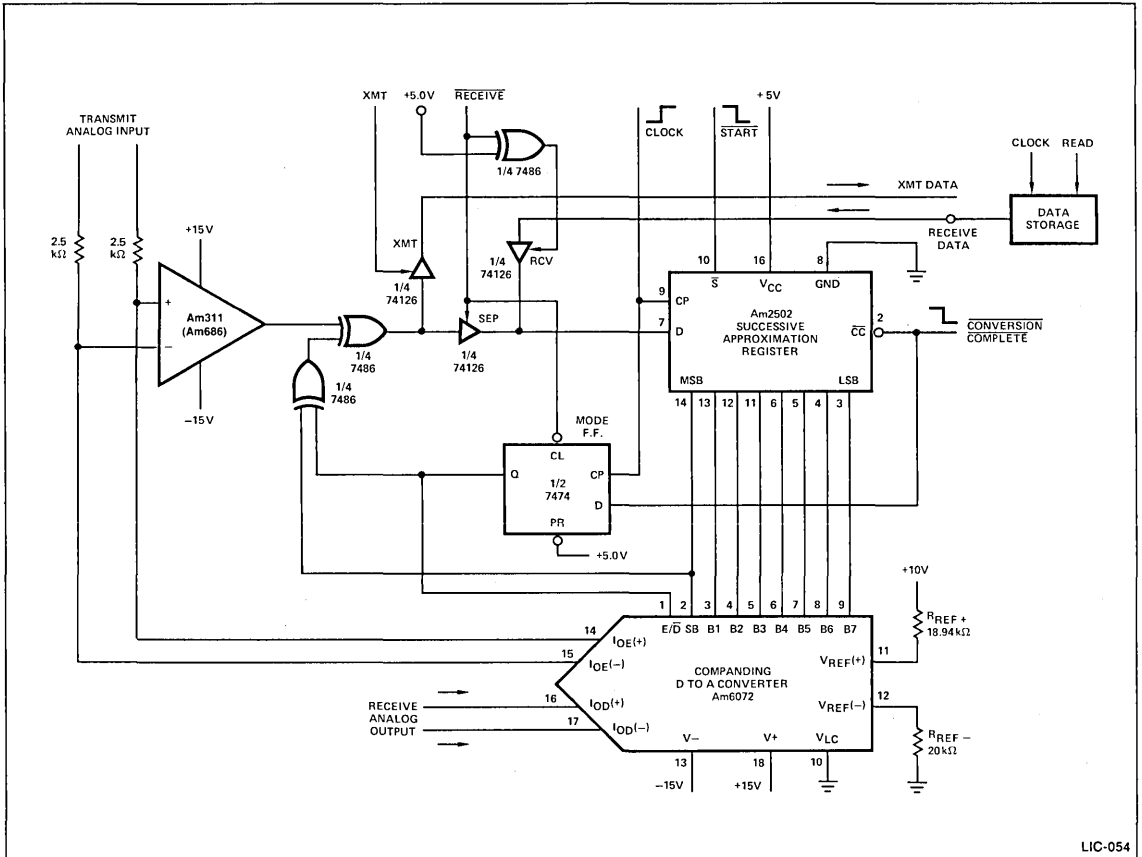 TRANSMIT
ANALOG INPUT
XMT
+5.0V
RECEIVE
1/4 7486
CLOCK
START
+5V
CLOCK
READ
XMT DATA
RECEIVE
DATA
DATA
STORAGE
2.5
kΩ
2.5
kΩ
+15V
Am311
(Am686)
+
−
−15V
XMT
1/4
74126
1/4
7486
1/4
7486
SEP
1/4
74126
1/4
74126
RCV
10
16
8
S
VCC
GND
9
CP
7
D
Am2502
SUCCESSIVE
APPROXIMATION
REGISTER
CC
2
CONVERSION
COMPLETE
MSB
LSB
14
13
12
11
6
5
4
3
MODE
F.F.
CL
Q
CP
1/2
7474
D
PR
+5.0V
1
2
3
4
5
6
7
8
9
E/D
SB
B1
B2
B3
B4
B5
B6
B7
+10V
RREF +
18.94kΩ
11
VREF(+)
12
VREF(−)
RREF −
20kΩ
14
IOE(+)
15
IOE(−)
16
IOD(+)
17
IOD(−)
RECEIVE
ANALOG
OUTPUT
COMPANDING
D TO A CONVERTER
Am6072
V−
V+
VLC
13
18
10
−15V
+15V
LIC-054